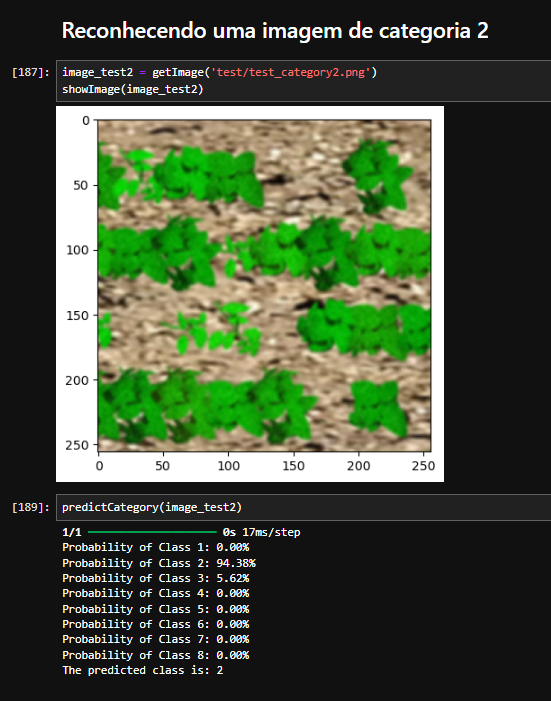 Reconhecendo uma imagem de categoria 2
[187]: image_test2 = getImage('test/test_category2.png')
showImage(image_test2)
0
50
100
150
200
250
0 50 100 150 200 250
[189]: predictCategory(image_test2)
1/1 ━━━━━━━━━━━━━━━━━━━━ 0s 17ms/step
Probability of Class 1: 0.00%
Probability of Class 2: 94.38%
Probability of Class 3: 5.62%
Probability of Class 4: 0.00%
Probability of Class 5: 0.00%
Probability of Class 6: 0.00%
Probability of Class 7: 0.00%
Probability of Class 8: 0.00%
The predicted class is: 2